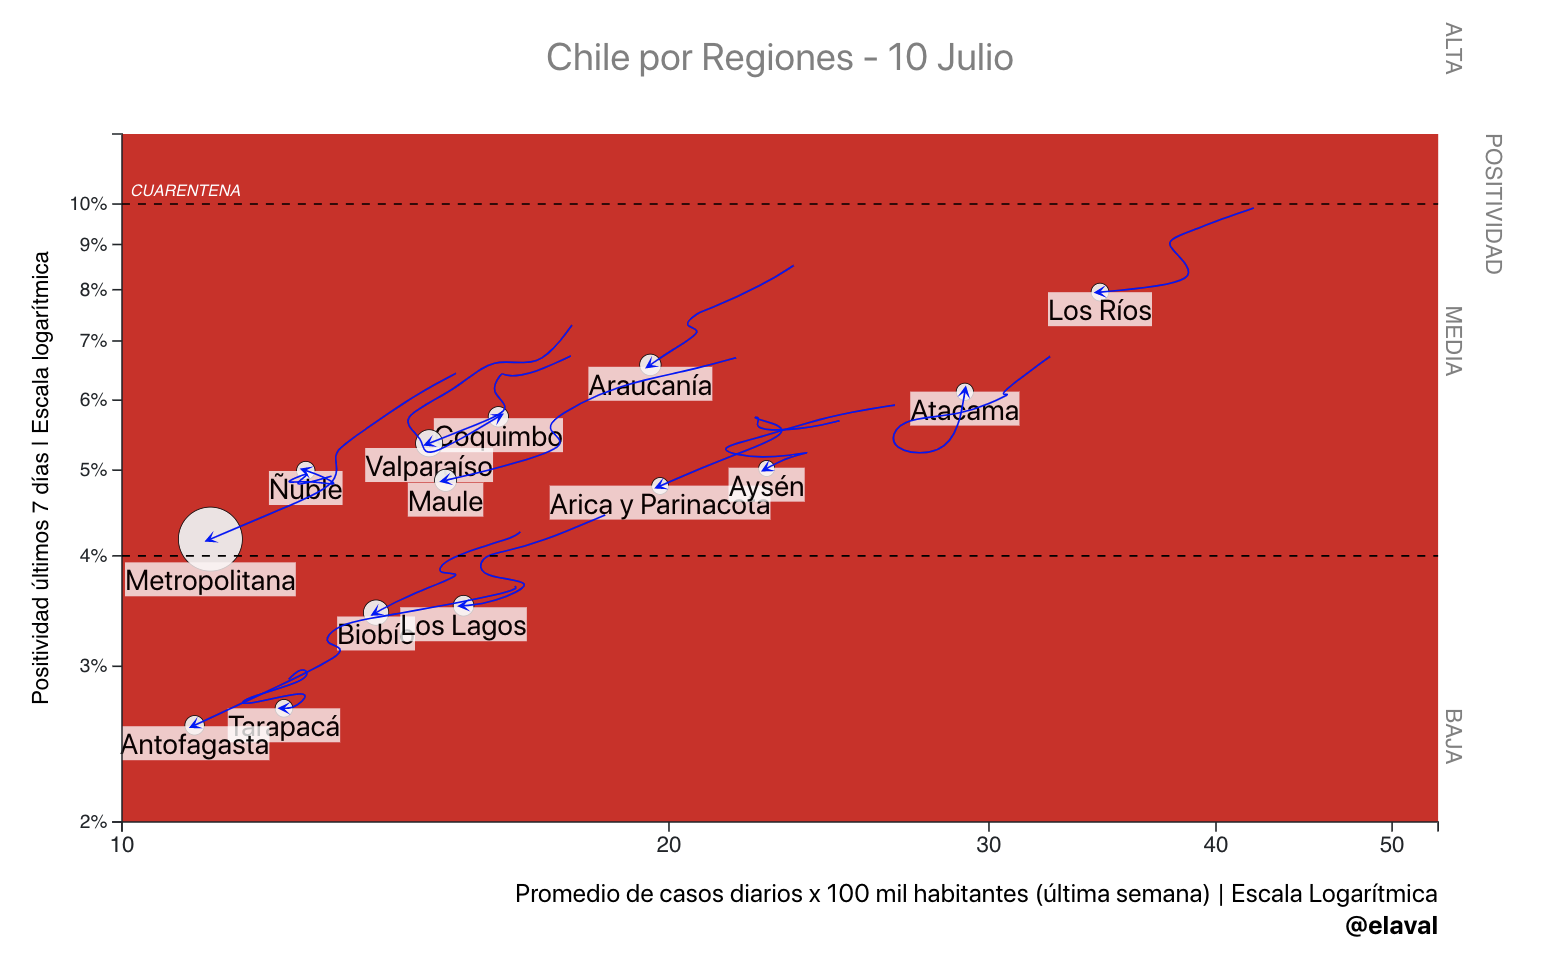 Chile por Regiones - 10 Julio
ALTA
POSITIVIDAD
MEDIA
BAJA
Positividad últimos 7 días I Escala logarítmica
CUARENTENA
10%
9%
8%
7%
6%
5%
4%
3%
2%
Los Ríos
Araucanía
Atacama
Coquimbo
Valparaíso
Ñuble
Maule
Aysén
Arica y Parinacota
Metropolitana
Biobío
Los Lagos
Tarapacá
Antofagasta
10
20
30
40
50
Promedio de casos diarios x 100 mil habitantes (última semana) | Escala Logarítmica
@elaval